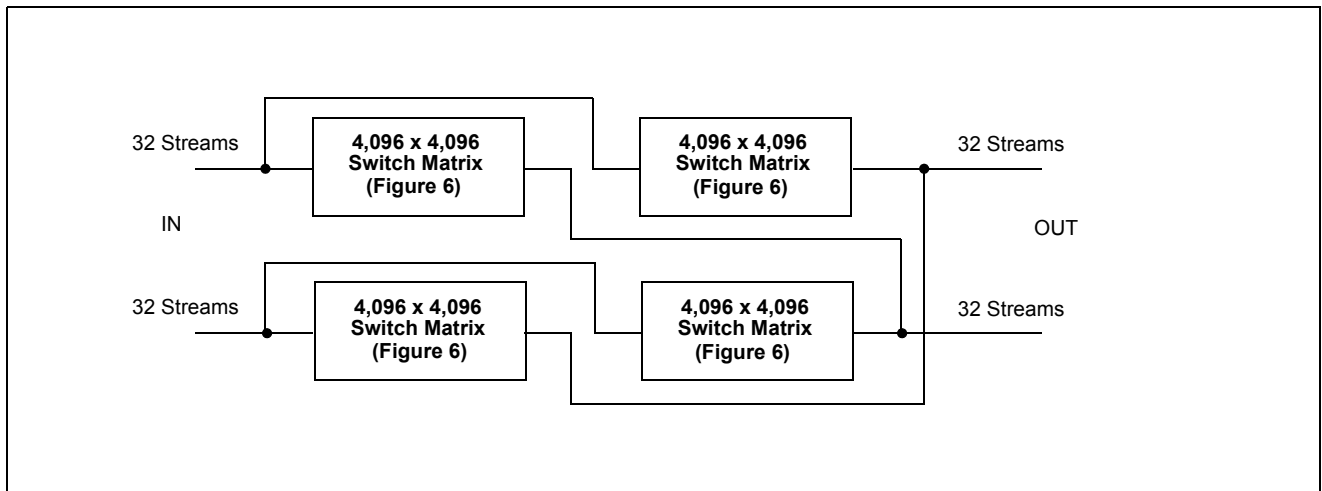 32 Streams
4,096 x 4,096
Switch Matrix
(Figure 6)
4,096 x 4,096
Switch Matrix
(Figure 6)
32 Streams
IN
OUT
32 Streams
4,096 x 4,096
Switch Matrix
(Figure 6)
4,096 x 4,096
Switch Matrix
(Figure 6)
32 Streams